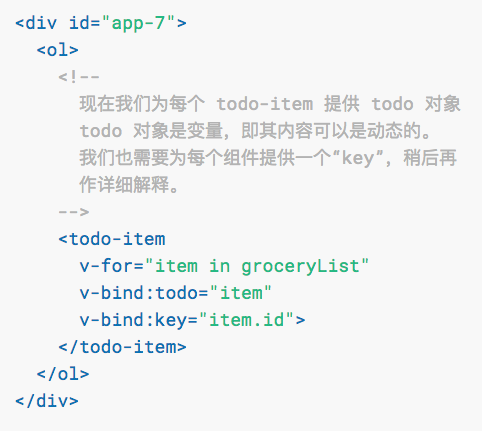 <div id="app-7">
  <ol>
    <!--
      现在我们为每个 todo-item 提供 todo 对象
      todo 对象是变量，即其内容可以是动态的。
      我们也需要为每个组件提供一个“key”，稍后再
      作详细解释。
    -->
    <todo-item
      v-for="item in groceryList"
      v-bind:todo="item"
      v-bind:key="item.id">
    </todo-item>
  </ol>
</div>